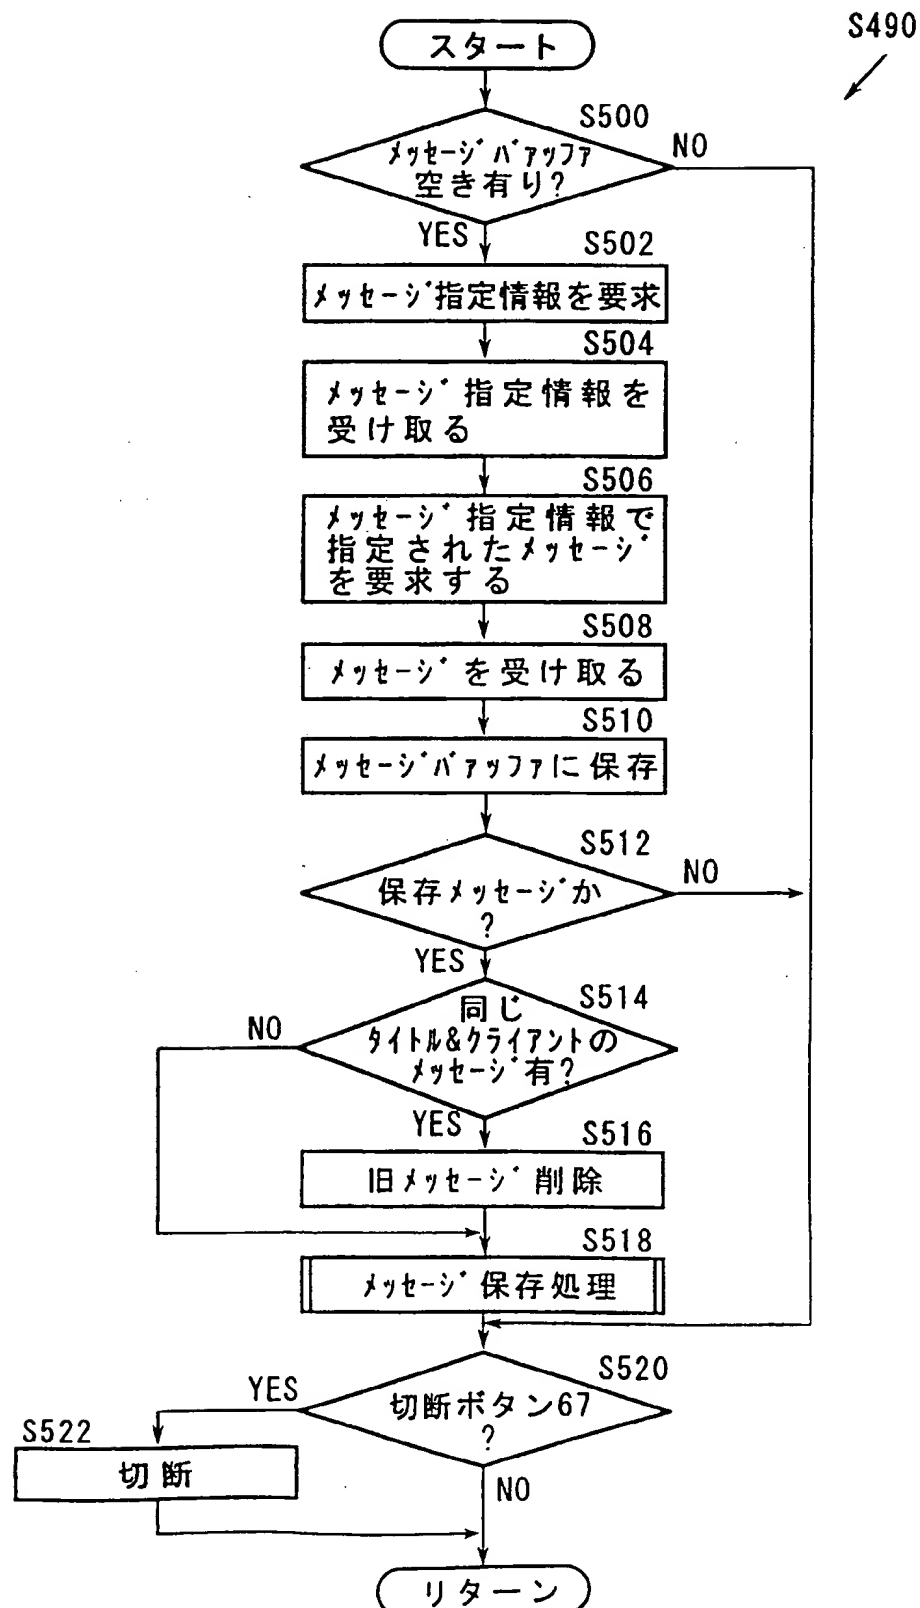 S490
スタート
S500
メッセージバァッファ
空き有り?
NO
YES
S502
メッセージ指定情報を要求
S504
メッセージ指定情報を
受け取る
S506
メッセージ指定情報で
指定されたメッセージ
を要求する
S508
メッセージを受け取る
S510
メッセージバァッファに保存
S512
保存メッセージか
?
NO
YES
S514
同じ
タイトル&クライアントの
メッセージ有?
NO
YES
S516
旧メッセージ削除
S518
メッセージ保存処理
S520
切断ボタン67
?
YES
S522
切断
NO
リターン